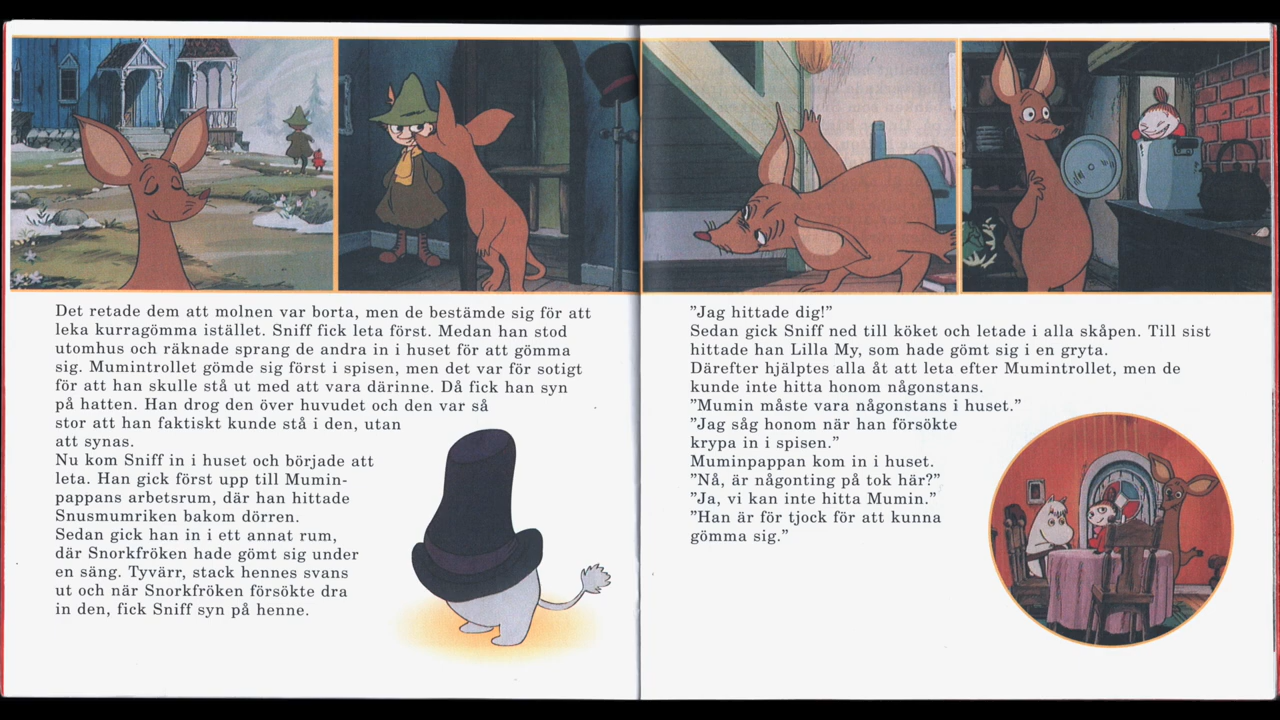 Det retade dem att molnen var borta, men de bestämde sig för att
leka kurragömma istället. Sniff fick leta först. Medan han stod
utomhus och räknade sprang de andra in i huset för att gömma
sig. Mumintrollet gömde sig först i spisen, men det var för sotigt
för att han skulle stå ut med att vara därinne. Då fick han syn
på hatten. Han drog den över huvudet och den var så
stor att han faktiskt kunde stå i den, utan
att synas.
Nu kom Sniff in i huset och började att
leta. Han gick först upp till Mumin-
pappans arbetsrum, där han hittade
Snusmumriken bakom dörren.
Sedan gick han in i ett annat rum,
där Snorkfröken hade gömt sig under
en säng. Tyvärr, stack hennes svans
ut och när Snorkfröken försökte dra
in den, fick Sniff syn på henne.
”Jag hittade dig!”
Sedan gick Sniff ned till köket och letade i alla skåpen. Till sist
hittade han Lilla My, som hade gömt sig i en gryta.
Därefter hjälptes alla åt att leta efter Mumintrollet, men de
kunde inte hitta honom någonstans.
”Mumin måste vara någonstans i huset.”
”Jag såg honom när han försökte
krypa in i spisen.”
Muminpappan kom in i huset.
”Nå, är någonting på tok här?”
”Ja, vi kan inte hitta Mumin.”
”Han är för tjock för att kunna
gömma sig.”